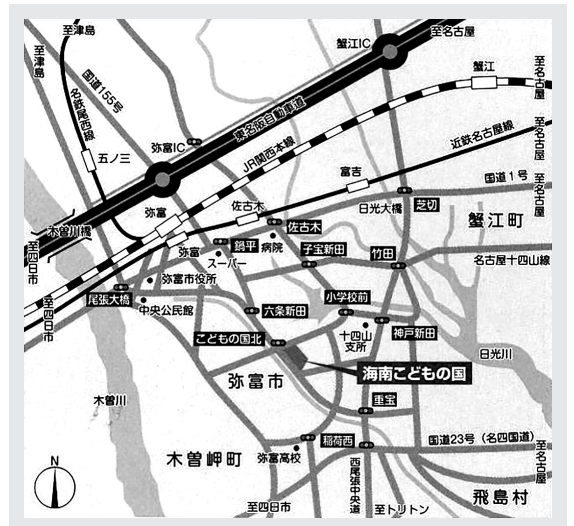 至津島
至津島
国道155号
名鉄尾西線
五ノ三
弥富IC
東名阪自動車道
蟹江IC
至名古屋
蟹江
至名古屋
JR関西本線
近鉄名古屋線
至名古屋
富吉
国道1号
至名古屋
芝切
日光大橋
蟹江町
木曽川橋
弥富
佐古木
佐古木
至四日市
弥富
鍋平
病院
スーパー
子宝新田
竹田
名古屋十四山線
弥富市役所
尾張大橋
至四日市
中央公民館
六条新田
小学校前
十四山
支所
神戸新田
日光川
こどもの国北
海南こどもの国
弥富市
木曽川
重宝
稲荷西
国道23号(名四国道)
至名古屋
木曽岬町
弥富高校
西尾張中央道
飛島村
N
至四日市
至トリトン